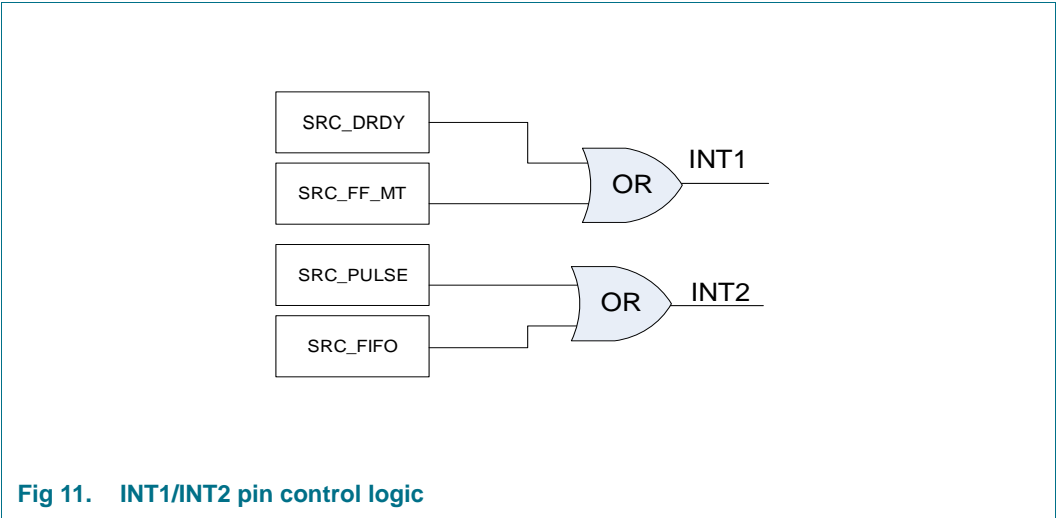 SRC_DRDY
SRC_FF_MT
OR
INT1
SRC_PULSE
SRC_FIFO
OR
INT2
Fig 11. INT1/INT2 pin control logic